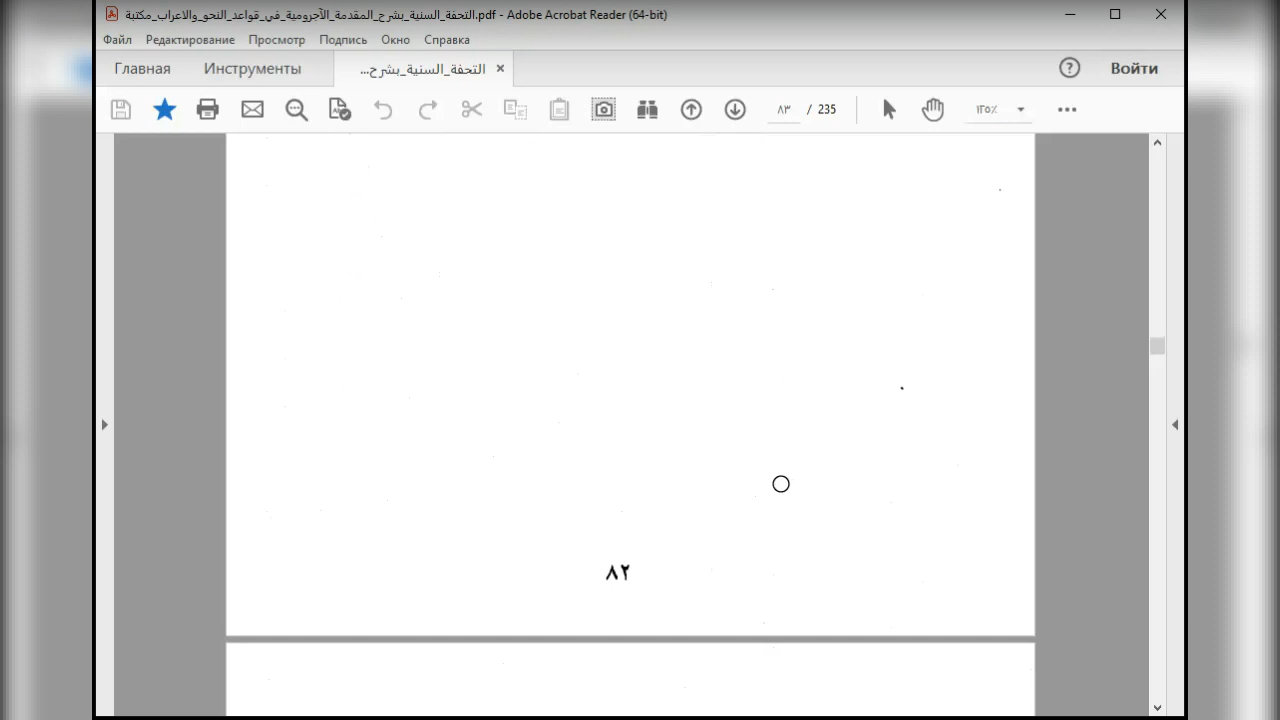 التحفة_السنية_بشرح_المقدمة_الآجرومية_في_قواعد_النحو_والاعراب_مكتبة.pdf - Adobe Acrobat Reader (64-bit)
Файл Редактирование Просмотр Подпись Окно Справка
Главная Инструменты التحفة_السنية_بشرح... Войти
٨٣ / 235 ١٢٥٪
٨٢